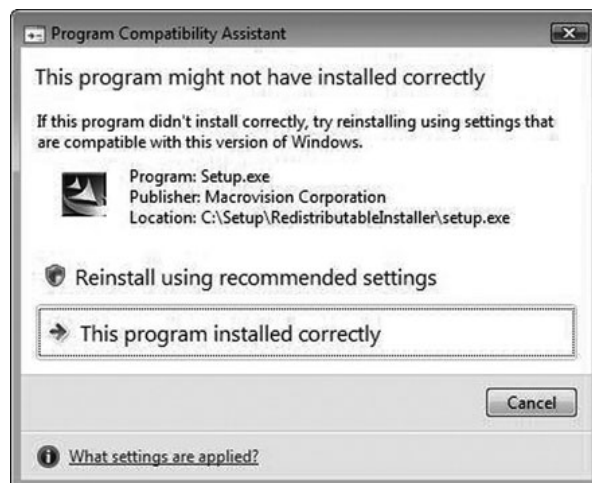 Program Compatibility Assistant
This program might not have installed correctly
If this program didn't install correctly, try reinstalling using settings that
are compatible with this version of Windows.
Program: Setup.exe
Publisher: Macrovision Corporation
Location: C:\Setup\RedistributableInstaller\setup.exe
Reinstall using recommended settings
This program installed correctly
Cancel
What settings are applied?